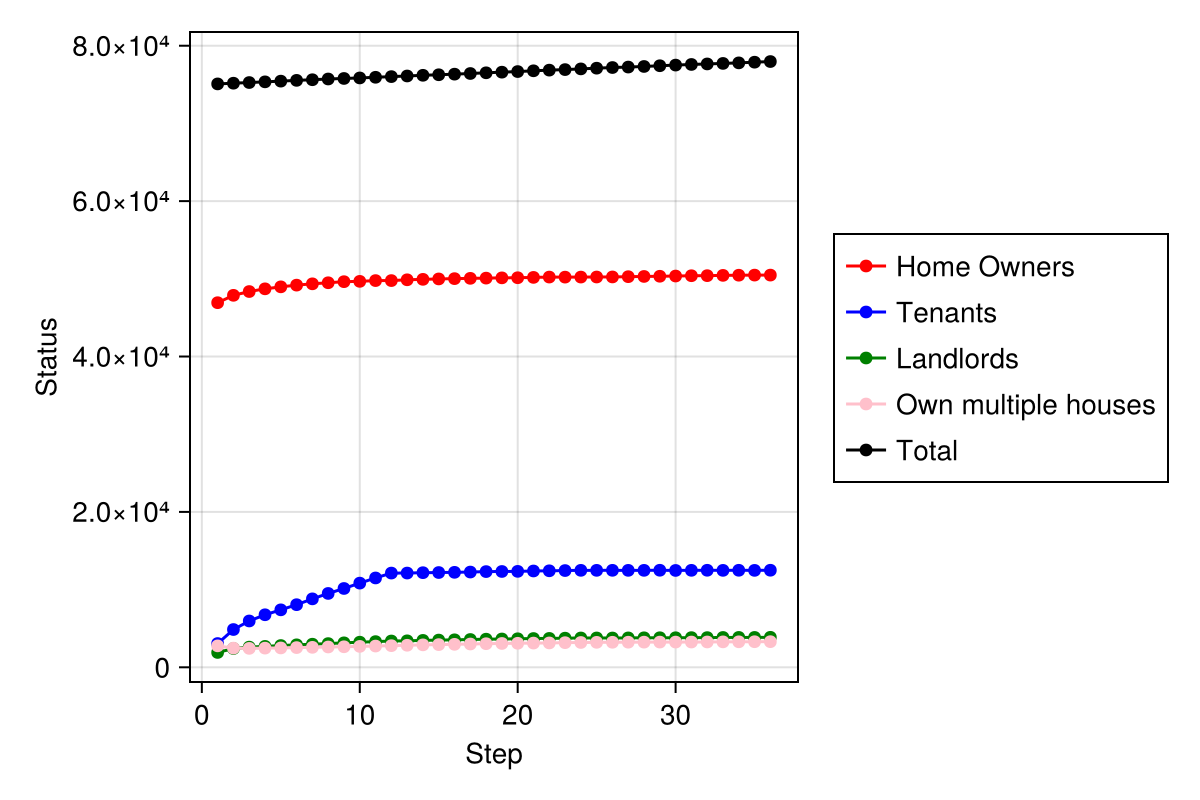 8.0×10⁴
6.0×10⁴
4.0×10⁴
2.0×10⁴
0
Status
0 10 20 30
Step
Home Owners
Tenants
Landlords
Own multiple houses
Total